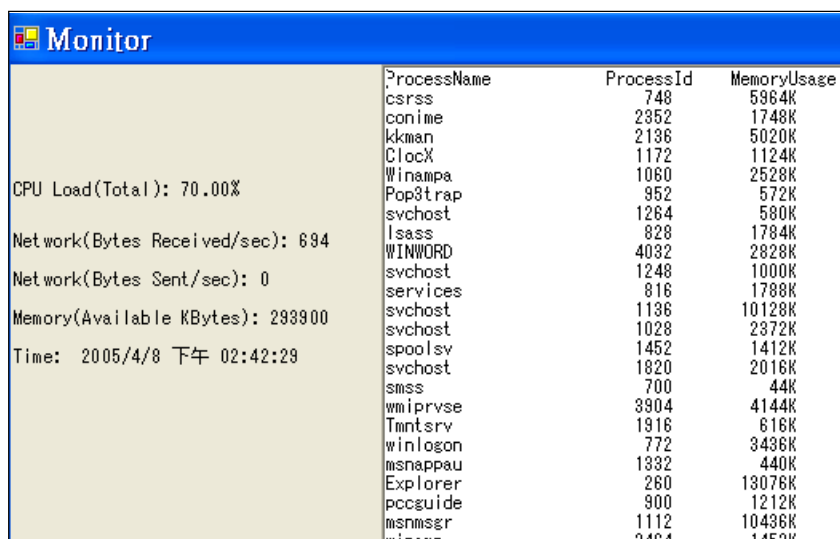 Monitor
CPU Load(Total): 70.00%
Network(Bytes Received/sec): 694
Network(Bytes Sent/sec): 0
Memory(Available KBytes): 293900
Time: 2005/4/8 下午 02:42:29
ProcessName ProcessId MemoryUsage
csrss 748 5964K
conime 2352 1748K
kkman 2136 5020K
ClocX 1172 1124K
Winampa 1060 2528K
Pop3trap 952 572K
svchost 1264 580K
lsass 828 1784K
WINWORD 4032 2828K
svchost 1248 1000K
services 816 1788K
svchost 1136 10128K
svchost 1028 2372K
spoolsv 1452 1412K
svchost 1820 2016K
smss 700 44K
wmiprvse 3904 4144K
Tmntsrv 1916 616K
winlogon 772 3436K
msnappau 1332 440K
Explorer 260 13076K
pccguide 900 1212K
msnmsgr 1112 10436K